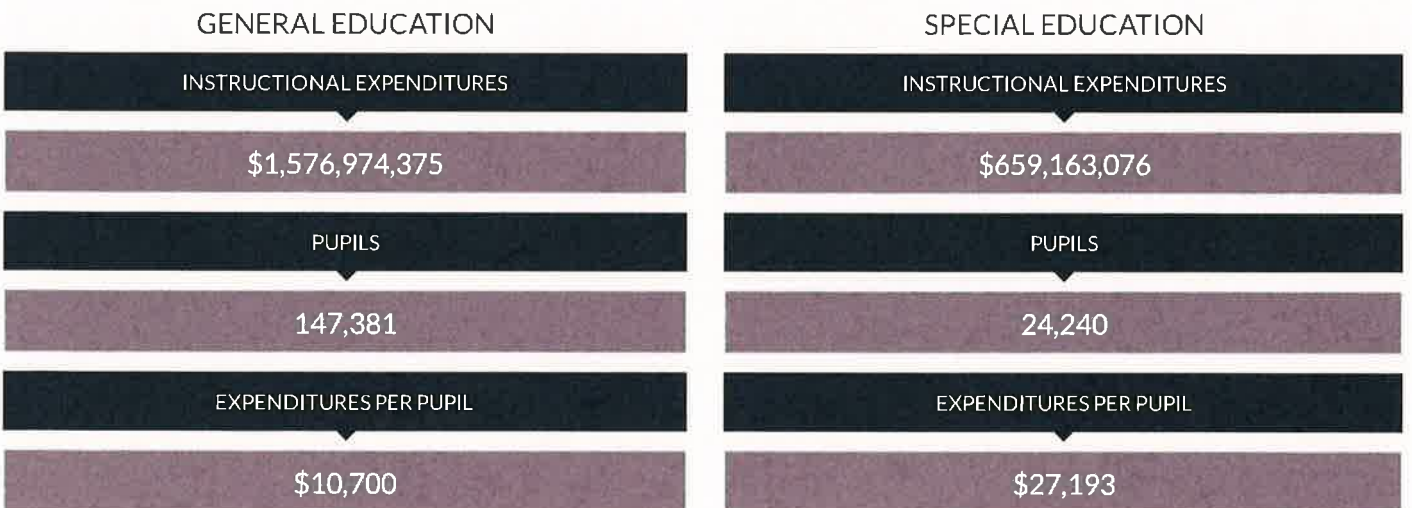 GENERAL EDUCATION
INSTRUCTIONAL EXPENDITURES
$1,576,974,375
PUPILS
147,381
EXPENDITURES PER PUPIL
$10,700
SPECIAL EDUCATION
INSTRUCTIONAL EXPENDITURES
$659,163,076
PUPILS
24,240
EXPENDITURES PER PUPIL
$27,193